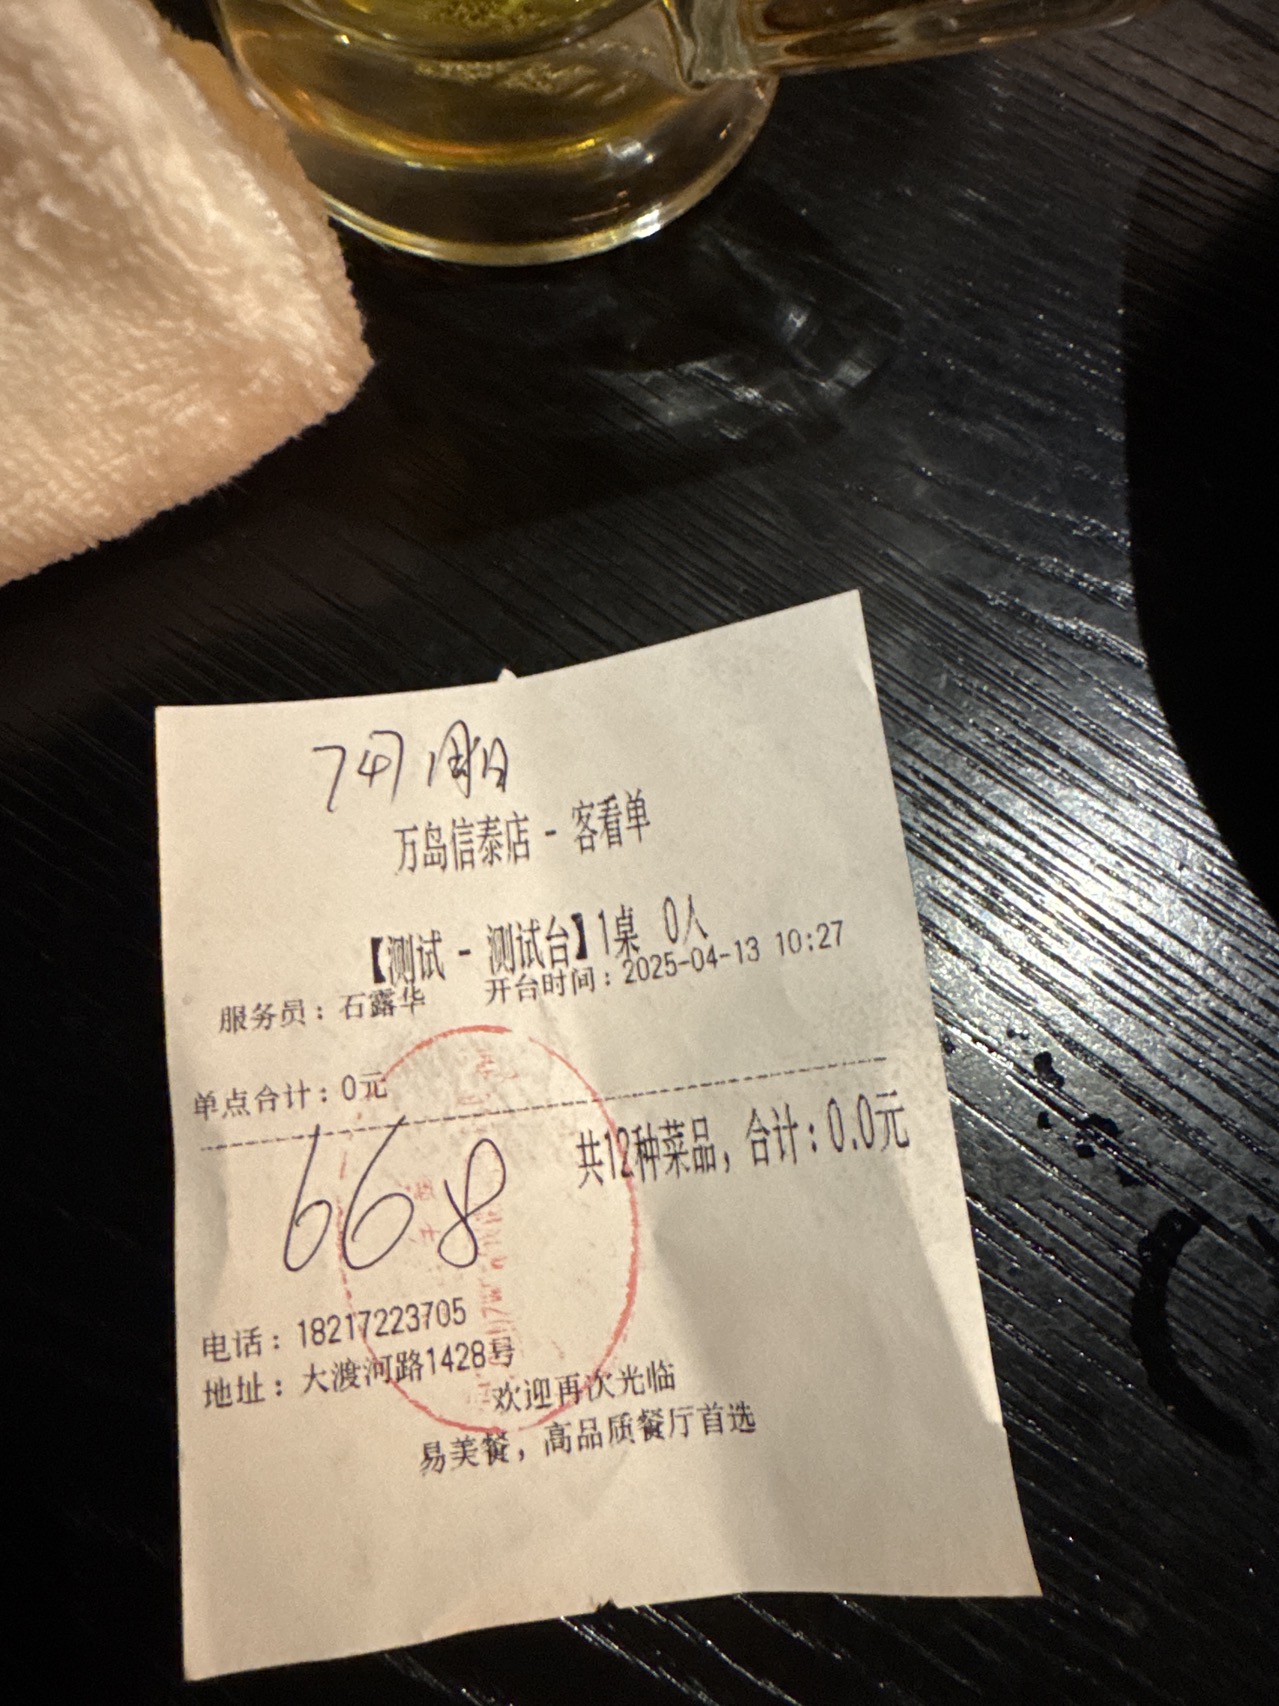 万岛信泰店 - 客看单
【测试 - 测试台】1桌 0人
服务员：石露华 开台时间：2025-04-13 10:27
单点合计：0元
共12种菜品，合计：0.0元
668
电话：18217223705
地址：大渡河路1428号
欢迎再次光临
易美餐，高品质餐厅首选